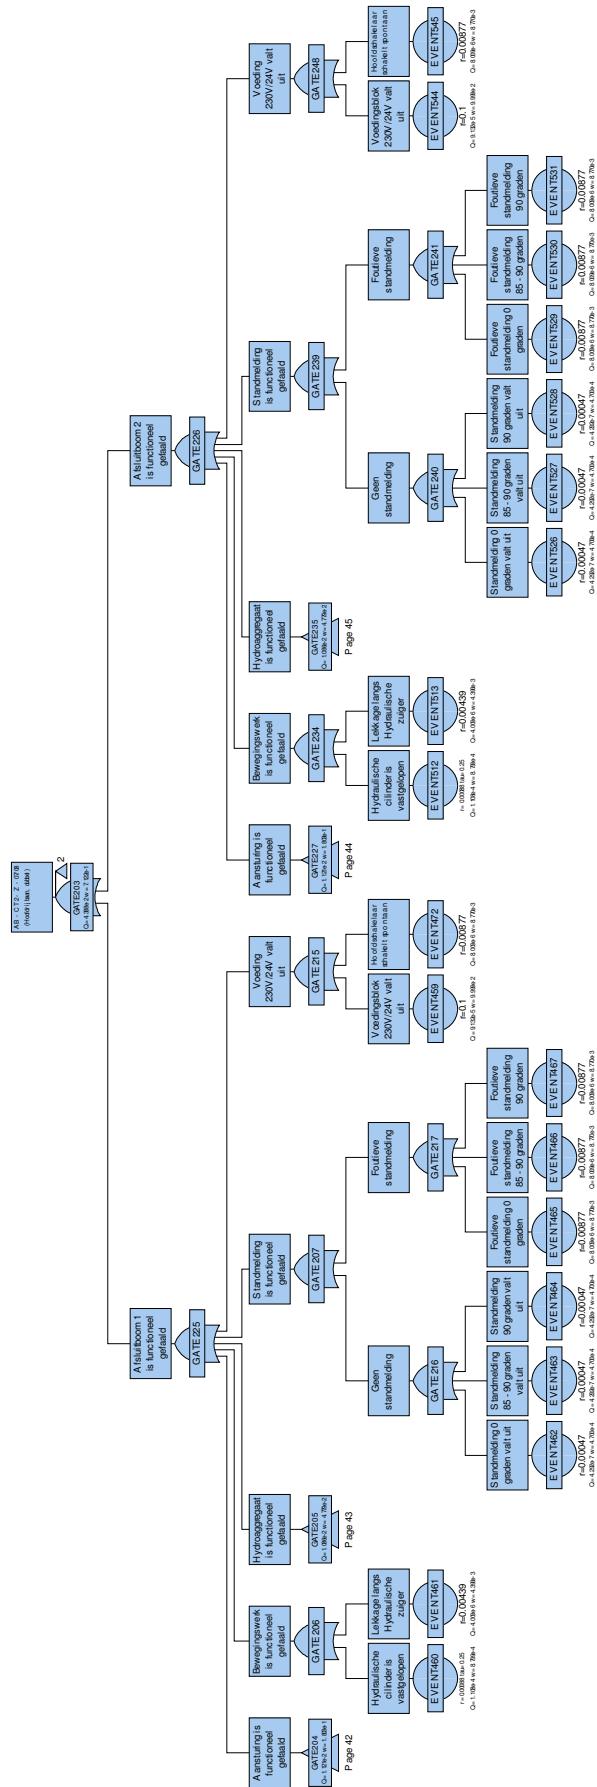 AB - CT2 - Z - 0708
(Hoofdrijbaan, dubbel)
GATE203
2
Afsluitboom 1
is functioneel
gefaald
GATE225
Afsluitboom 2
is functioneel
gefaald
GATE226
Aansturing is
functioneel
gefaald
GATE204
Page 42
Bewegingswerk
is functioneel
gefaald
GATE206
Hydroaggregaat
is functioneel
gefaald
GATE205
Page 43
Standmelding
is functioneel
gefaald
GATE207
Voeding
230V/24V valt
uit
GATE215
Aansturing is
functioneel
gefaald
GATE227
Page 44
Bewegingswerk
is functioneel
gefaald
GATE234
Hydroaggregaat
is functioneel
gefaald
GATE235
Page 45
Standmelding
is functioneel
gefaald
GATE239
Voeding
230V/24V valt
uit
GATE248
Hydraulische
cilinder is
vastgelopen
EVENT460
Lekkage langs
Hydraulische
zuiger
EVENT461
r=0.00439
Geen
standmelding
GATE216
Foutieve
standmelding
GATE217
Voedingsblok
230V/24V valt
uit
EVENT459
r=0.1
Hoofdschakelaar
schakelt spontaan
EVENT472
r=0.00877
Hydraulische
cilinder is
vastgelopen
EVENT512
Lekkage langs
Hydraulische
zuiger
EVENT513
r=0.00439
Geen
standmelding
GATE240
Foutieve
standmelding
GATE241
Voedingsblok
230V/24V valt
uit
EVENT544
r=0.1
Hoofdschakelaar
schakelt spontaan
EVENT545
r=0.00877
Standmelding 0
graden valt uit
EVENT462
r=0.00047
Standmelding
85 - 90 graden
valt uit
EVENT463
r=0.00047
Standmelding
90 graden valt
uit
EVENT464
r=0.00047
Foutieve
standmelding 0
graden
EVENT465
r=0.00877
Foutieve
standmelding
85 - 90 graden
EVENT466
r=0.00877
Foutieve
standmelding
90 graden
EVENT467
r=0.00877
Standmelding 0
graden valt uit
EVENT526
r=0.00047
Standmelding
85 - 90 graden
valt uit
EVENT527
r=0.00047
Standmelding
90 graden valt
uit
EVENT528
r=0.00047
Foutieve
standmelding 0
graden
EVENT529
r=0.00877
Foutieve
standmelding
85 - 90 graden
EVENT530
r=0.00877
Foutieve
standmelding
90 graden
EVENT531
r=0.00877